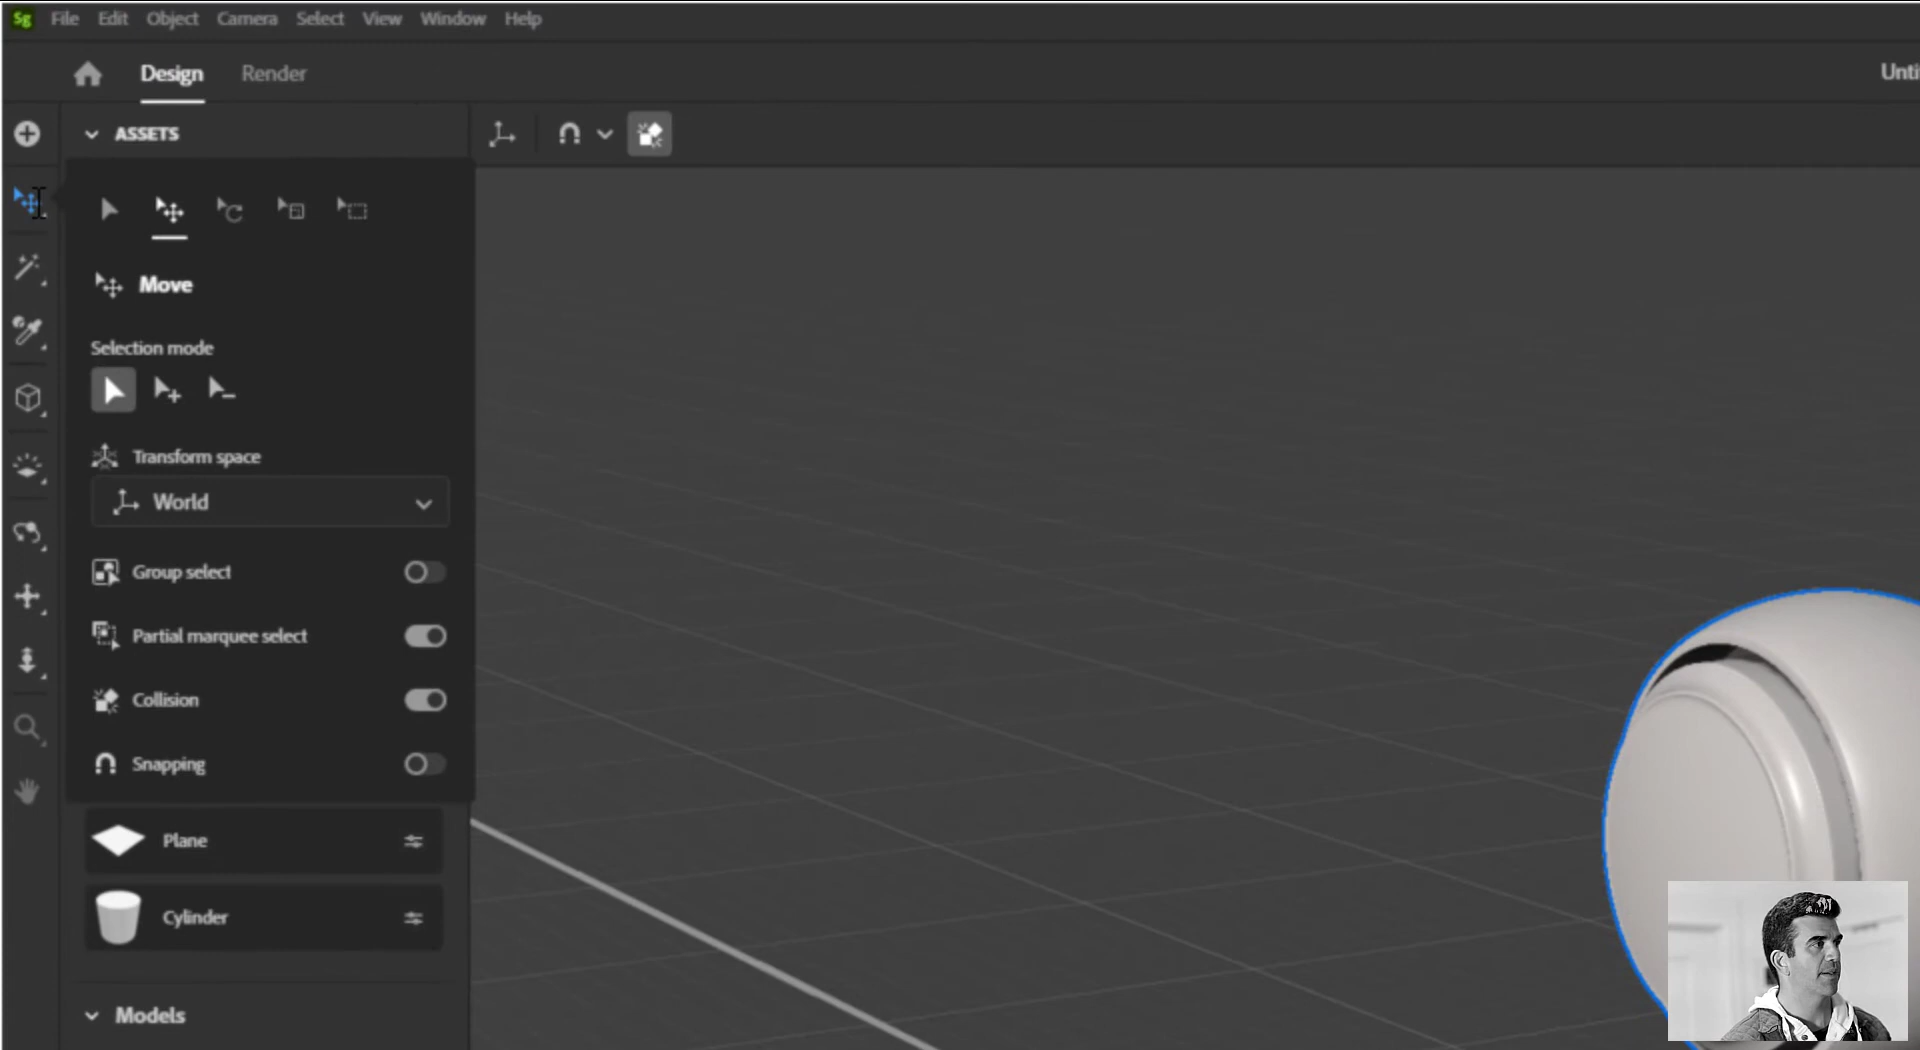 Sg File Edit Object Camera Select View Window Help
Design Render
Unti
ASSETS
Move
Selection mode
Transform space
World
Group select
Partial marquee select
Collision
Snapping
Plane
Cylinder
Models